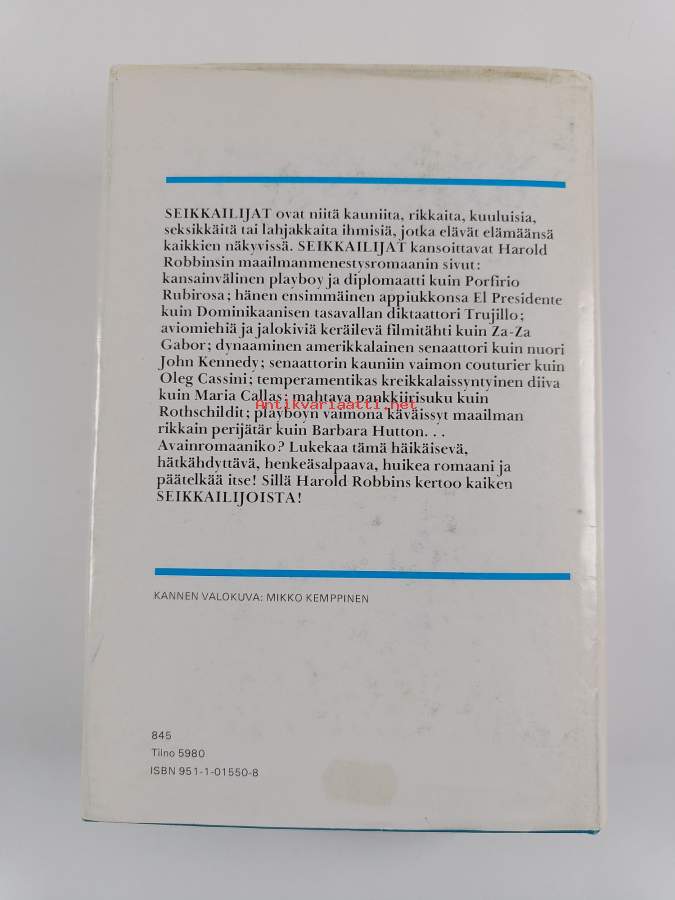 SEIKKAILIJAT ovat niitä kauniita, rikkaita, kuuluisia,
seksikkäitä tai lahjakkaita ihmisiä, jotka elävät elämäänsä
kaikkien näkyvissä. SEIKKAILIJAT kansoittavat Harold
Robbinsin maailmanmenestysromaanin sivut:
kansainvälinen playboy ja diplomaatti kuin Porfirio
Rubirosa; hänen ensimmäinen appiukkonsa El Presidente
kuin Dominikaanisen tasavallan diktaattori Trujillo;
aviomiehiä ja jalokiviä keräilevä filmitähti kuin Za-Za
Gabor; dynaaminen amerikkalainen senaattori kuin nuori
John Kennedy; senaattorin kauniin vaimon couturier kuin
Oleg Cassini; temperamentikas kreikkalaissyntyinen diiva
kuin Maria Callas; mahtava pankkiirisuku kuin
Antikvariaatti.net
Rothschildit; playboyn vaimona käväissyt maailman
rikkain perijätär kuin Barbara Hutton. . .
Avainromaaniko? Lukekaa tämä häikäisevä,
hätkähdyttävä, henkeäsalpaava, huikea romaani ja
päätelkää itse! Sillä Harold Robbins kertoo kaiken
SEIKKAILIJOISTA!
KANNEN VALOKUVA: MIKKO KEMPPINEN
845
Tilno 5980
ISBN 951-1-01550-8